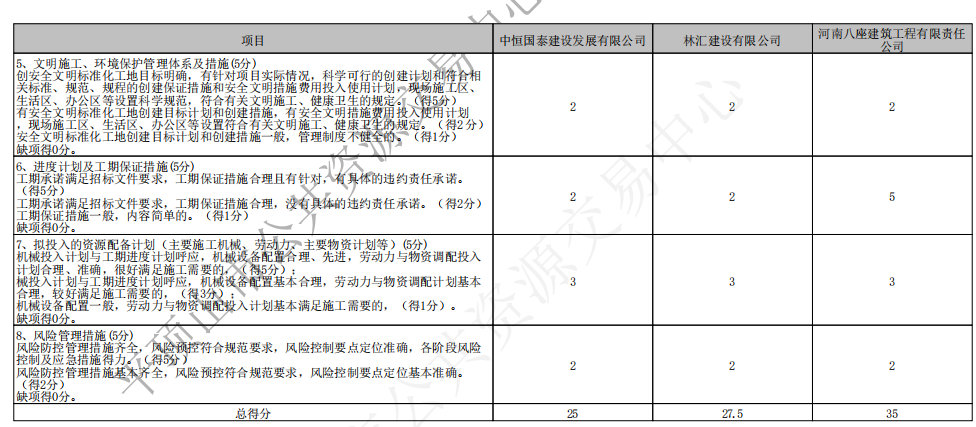 项目 中恒国泰建设发展有限公司 林汇建设有限公司 河南八座建筑工程有限责任
公司
5、文明施工、环境保护管理体系及措施(5分)
创安全文明标准化工地目标明确，有针对项目实际情况，科学可行的创建计划和符合相
关标准、规范、规程的创建保证措施和安全文明措施费用投入使用计划，现场施工区、
生活区、办公区等设置科学规范，符合有关文明施工、健康卫生的规定。（得5分）
有安全文明标准化工地创建目标计划和创建措施，有安全文明措施费用投入使用计划
，现场施工区、生活区、办公区等设置符合有关文明施工、健康卫生的规定。（得2分）
安全文明标准化工地创建目标计划和创建措施一般，管理制度不健全的。（得1分）
缺项得0分。
2 2 2
6、进度计划及工期保证措施(5分)
工期承诺满足招标文件要求，工期保证措施合理且有针对，有具体的违约责任承诺。
（得5分）
工期承诺满足招标文件要求，工期保证措施合理，没有具体的违约责任承诺。（得2分）
工期保证措施一般，内容简单的。（得1分）
缺项得0分。
2 2 5
7、拟投入的资源配备计划（主要施工机械、劳动力、主要物资计划等）(5分)
机械投入计划与工期进度计划呼应，机械设备配置合理、先进，劳动力与物资调配投入
计划合理、准确，很好满足施工需要的，（得5分）；
械投入计划与工期进度计划呼应，机械设备配置基本合理，劳动力与物资调配计划基本
合理，较好满足施工需要的，（得3分）；
机械设备配置一般，劳动力与物资调配投入计划基本满足施工需要的，（得1分）。
缺项得0分。
3 3 3
8、风险管理措施(5分)
风险防控管理措施齐全，风险预控符合规范要求，风险控制要点定位准确，各阶段风险
控制及应急措施得力。（得5分）
风险防控管理措施基本齐全，风险预控符合规范要求，风险控制要点定位基本准确。
（得2分）
缺项得0分。
2 2 2
总得分 25 27.5 35
平顶山市公共资源交易中心
公共资源交易中心